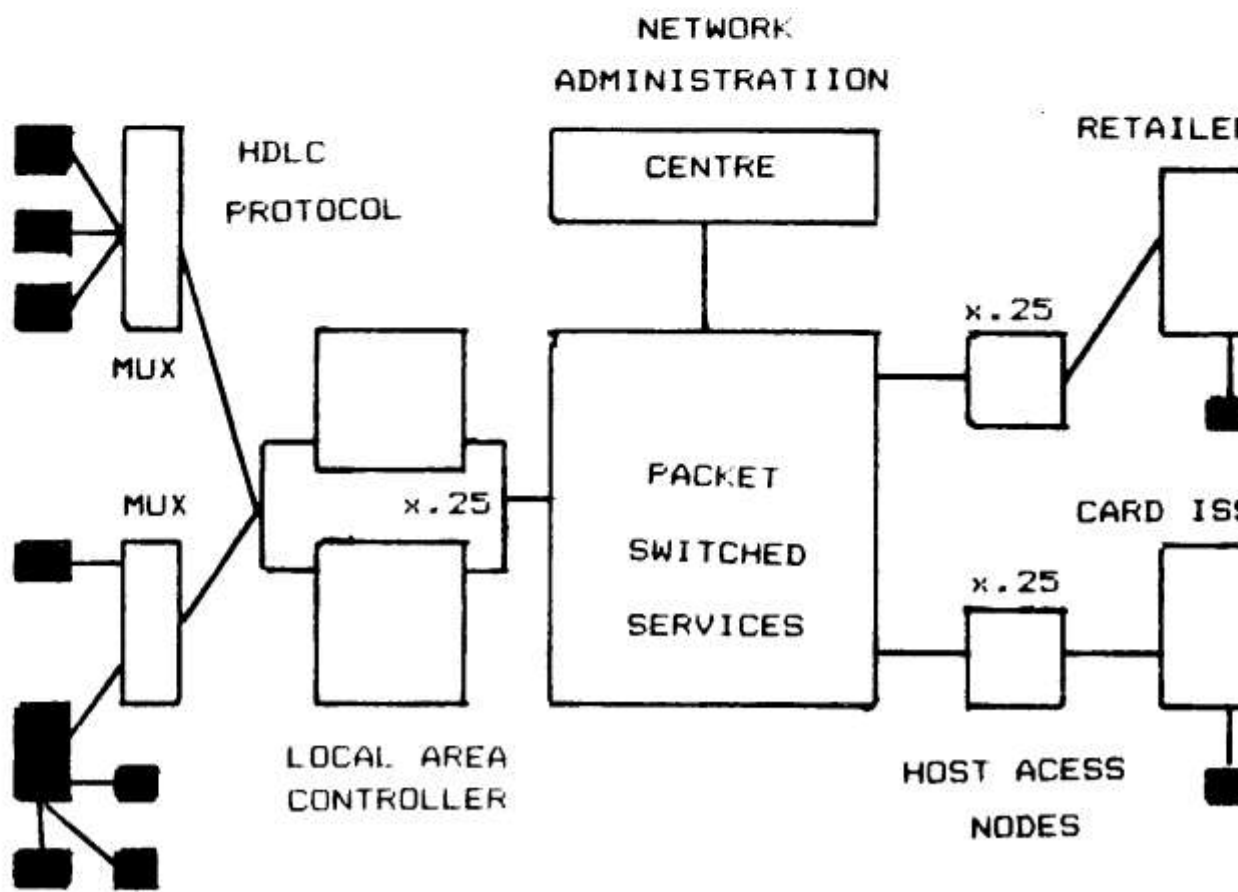 NETWORK
ADMINISTRATIION
CENTRE
RETAILE
HDLC
PROTOCOL
x.25
MUX
MUX
x.25
PACKET
SWITCHED
SERVICES
CARD ISS
x.25
LOCAL AREA
CONTROLLER
HOST ACESS
NODES